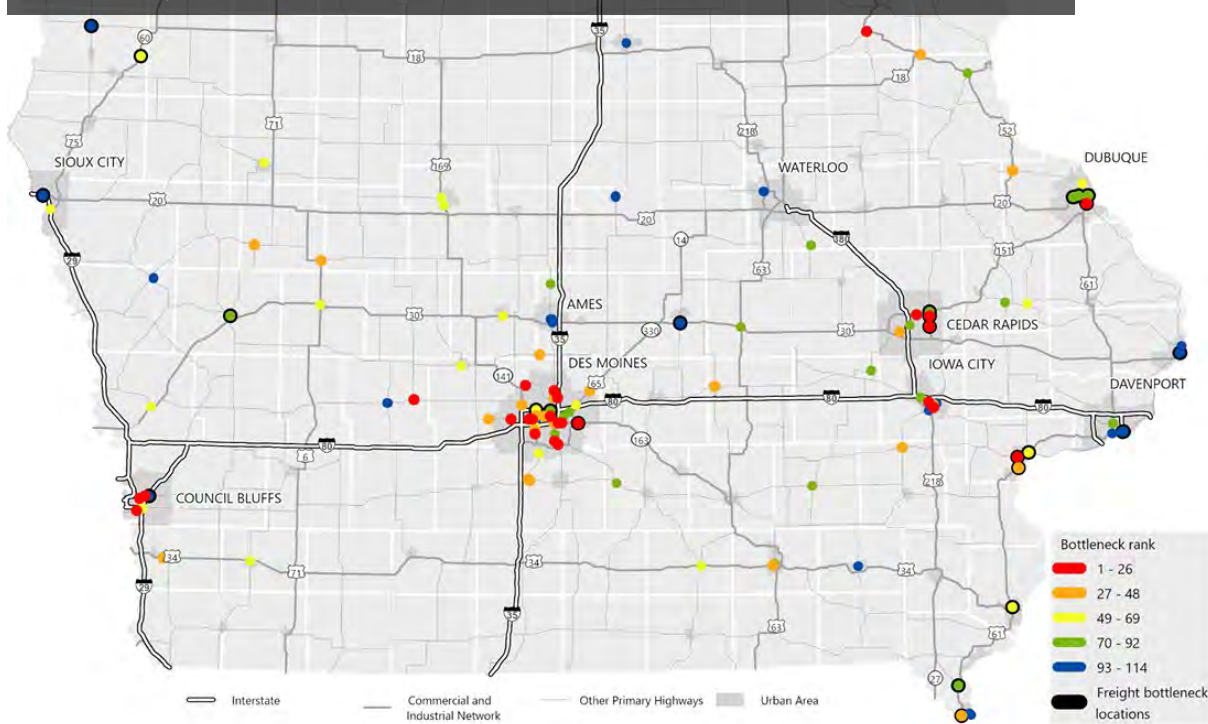 35
60
18
18
75
71
218
52
169
SIOUX CITY
WATERLOO
DUBUQUE
20
20
20
14
380
151
29
63
61
AMES
30
330
30
CEDAR RAPIDS
35
DES MOINES
IOWA CITY
141
65
DAVENPORT
80
80
80
163
80
6
218
COUNCIL BLUFFS
34
71
34
34
29
35
63
61
27
Bottleneck rank
1 - 26
27 - 48
49 - 69
70 - 92
93 - 114
Freight bottleneck
locations
Interstate
Commercial and
Industrial Network
Other Primary Highways
Urban Area